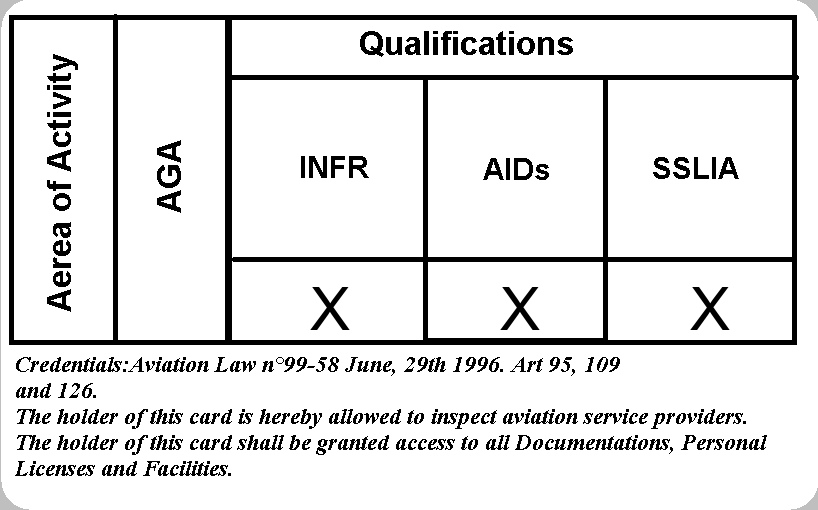 Aerea of Activity
AGA
Qualifications
INFR
AIDs
SSLIA
X
X
X
Credentials:Aviation Law n°99-58 June, 29th 1996. Art 95, 109
and 126.
The holder of this card is hereby allowed to inspect aviation service providers.
The holder of this card shall be granted access to all Documentations, Personal
Licenses and Facilities.